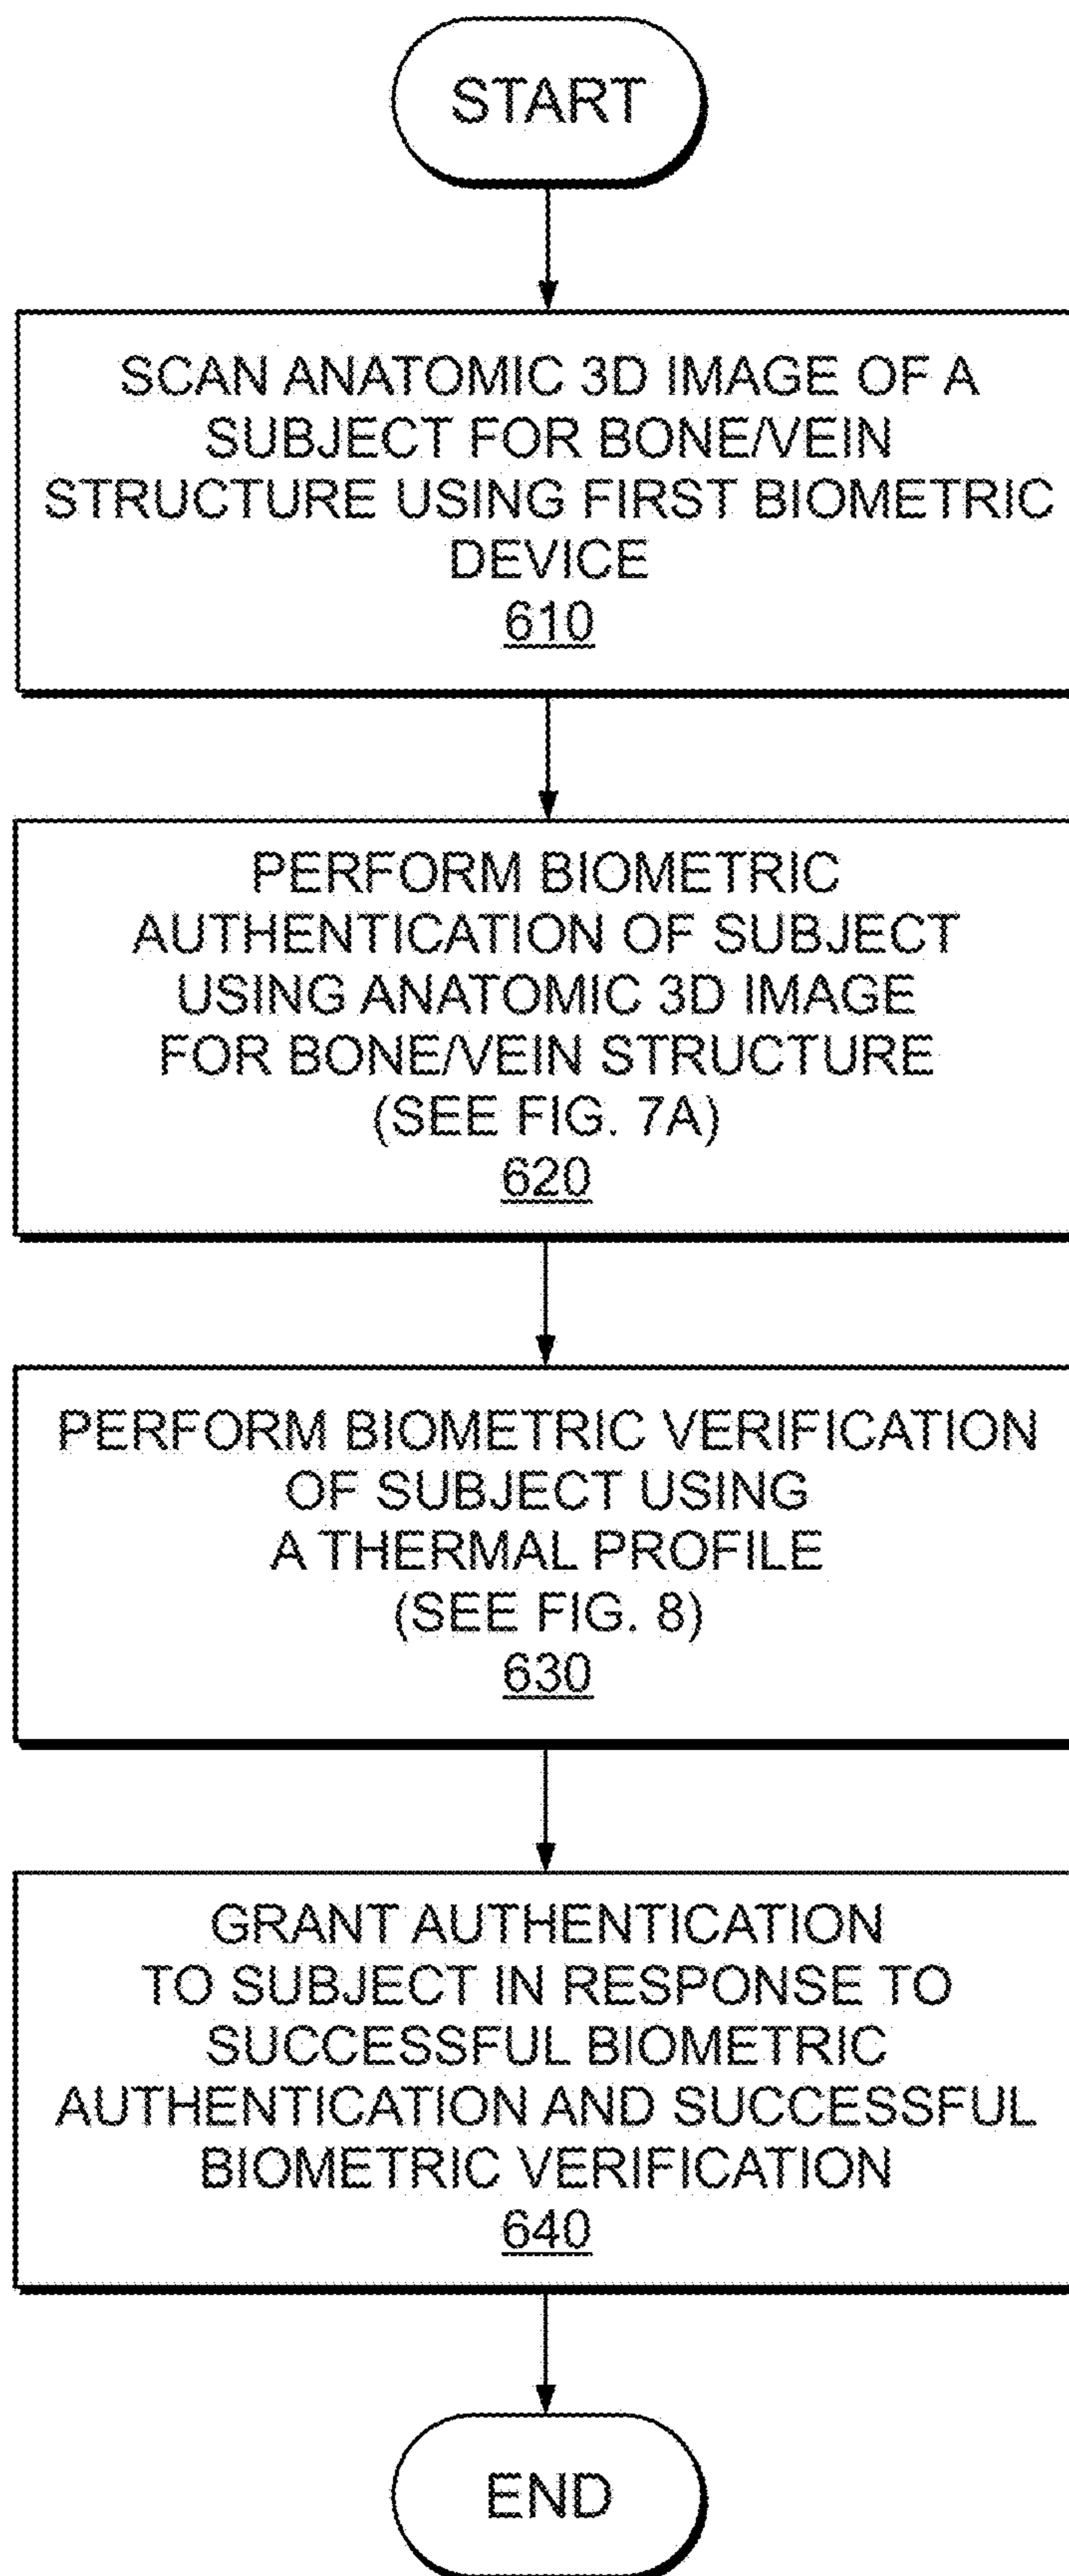 START
SCAN ANATOMIC 3D IMAGE OF A
SUBJECT FOR BONE/VEIN
STRUCTURE USING FIRST BIOMETRIC
DEVICE
610
PERFORM BIOMETRIC
AUTHENTICATION OF SUBJECT
USING ANATOMIC 3D IMAGE
FOR BONE/VEIN STRUCTURE
(SEE FIG. 7A)
620
PERFORM BIOMETRIC VERIFICATION
OF SUBJECT USING
A THERMAL PROFILE
(SEE FIG. 8)
630
GRANT AUTHENTICATION
TO SUBJECT IN RESPONSE TO
SUCCESSFUL BIOMETRIC
AUTHENTICATION AND SUCCESSFUL
BIOMETRIC VERIFICATION
640
END